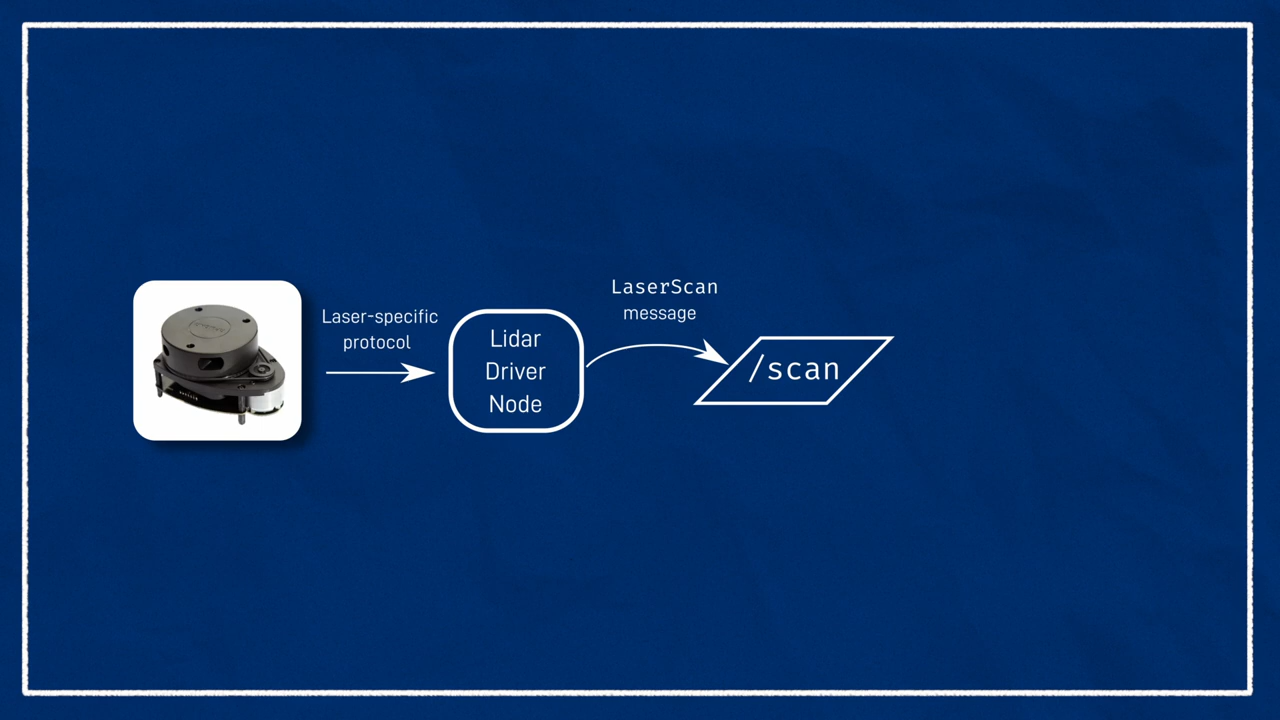 Laser-specific
protocol
Lidar
Driver
Node
LaserScan
message
/scan